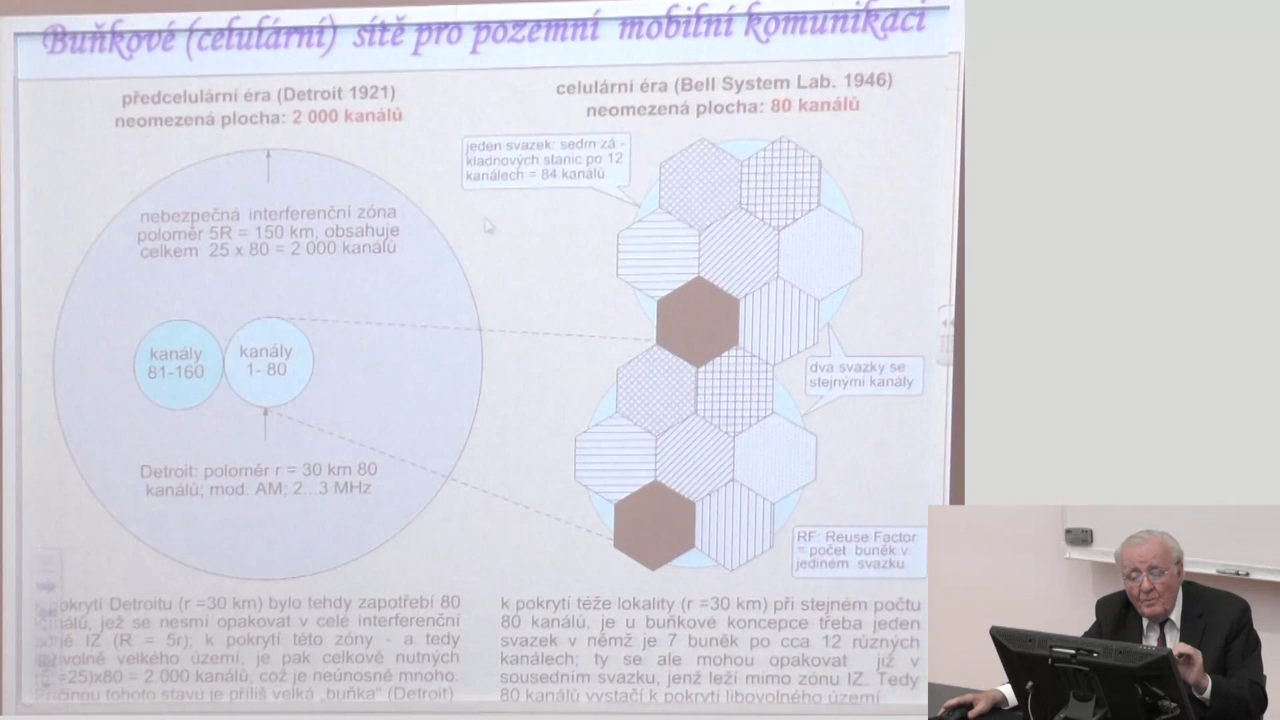 Buňkové (celulární) sítě pro pozemní mobilní komunikaci
předcelulární éra (Detroit 1921)
neomezená plocha: 2 000 kanálů
celulární éra (Bell System Lab. 1946)
neomezená plocha: 80 kanálů
jeden svazek: sedm zá -
kladnových stanic po 12
kanálech = 84 kanálů
nebezpečná interferenční zóna
poloměr 5R = 150 km, obsahuje
celkem 25 x 80 = 2 000 kanálů
kanály
81-160
kanály
1- 80
dva svazky se
stejnými kanály
Detroit: poloměr r = 30 km 80
kanálů; mod. AM; 2...3 MHz
RF: Reuse Factor
= počet buněk v
jediném svazku
okrytí Detroitu (r =30 km) bylo tehdy zapotřebí 80
nálů, jež se nesmí opakovat v celé interferenční
né IZ (R = 5r); k pokrytí této zóny - a tedy
volně velkého území, je pak celkově nutných
=25)x80 = 2 000 kanálů, což je neúnosně mnoho.
činou tohoto stavu je příliš velká „buňka" (Detroit)
k pokrytí téže lokality (r =30 km) při stejném počtu
80 kanálů, je u buňkové koncepce třeba jeden
svazek v němž je 7 buněk po cca 12 různých
kanálech; ty se ale mohou opakovat již v
sousedním svazku, jenž leží mimo zónu IZ. Tedy
80 kanálů vystačí k pokrytí libovolného území